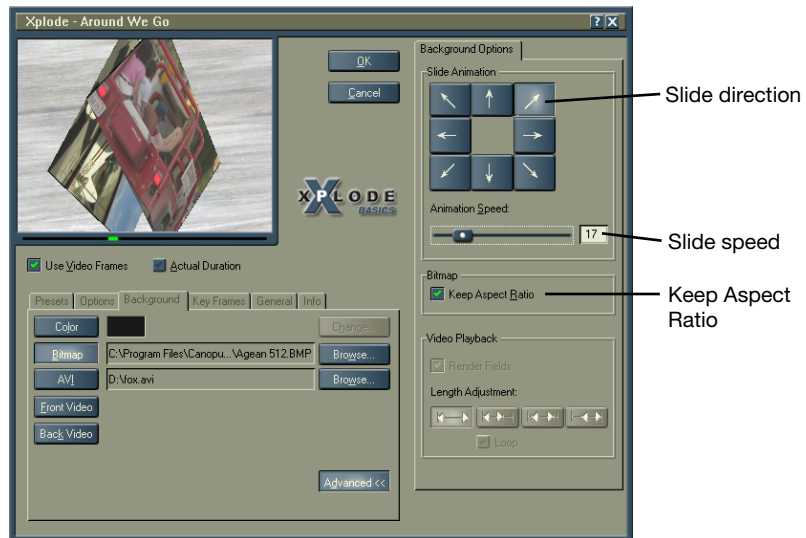 Xplode - Around We Go
OK
Cancel
XPLODE
BASICS
Use Video Frames
Actual Duration
Presets
Options
Background
Key Frames
General
Info
Color
Change...
Bitmap
C:\Program Files\Canopu...\Agean 512.BMP
Browse...
AVI
D:\fox.avi
Browse...
Front Video
Back Video
Advanced <<
Background Options
Slide Animation
Animation Speed:
17
Bitmap
Keep Aspect Ratio
Video Playback
Render Fields
Length Adjustment:
Loop
Slide direction
Slide speed
Keep Aspect
Ratio